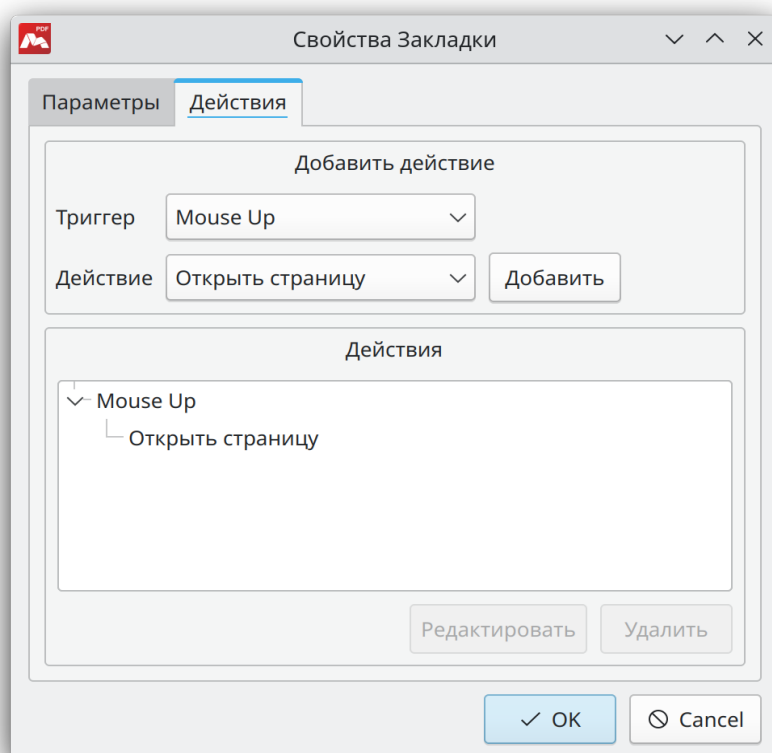 PDF
Свойства Закладки
Параметры Действия
Добавить действие
Триггер Mouse Up
Действие Открыть страницу Добавить
Действия
Mouse Up
Открыть страницу
Редактировать Удалить
OK Cancel